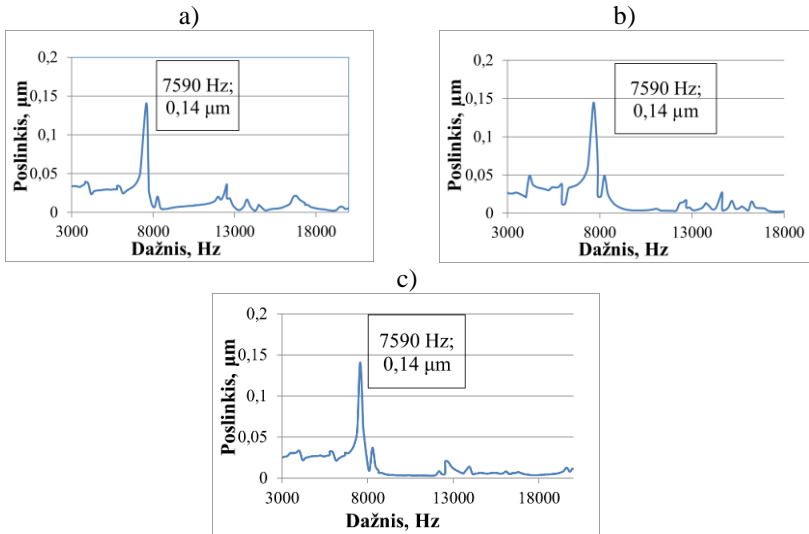 a)
0,2
0,15
0,1
0,05
0
Poslinkis, μm
7590 Hz;
0,14 μm
3000 8000 13000 18000
Dažnis, Hz
b)
0,2
0,15
0,1
0,05
0
Poslinkis, μm
7590 Hz;
0,14 μm
3000 8000 13000 18000
Dažnis, Hz
c)
0,2
0,15
0,1
0,05
0
Poslinkis, μm
7590 Hz;
0,14 μm
3000 8000 13000 18000
Dažnis, Hz